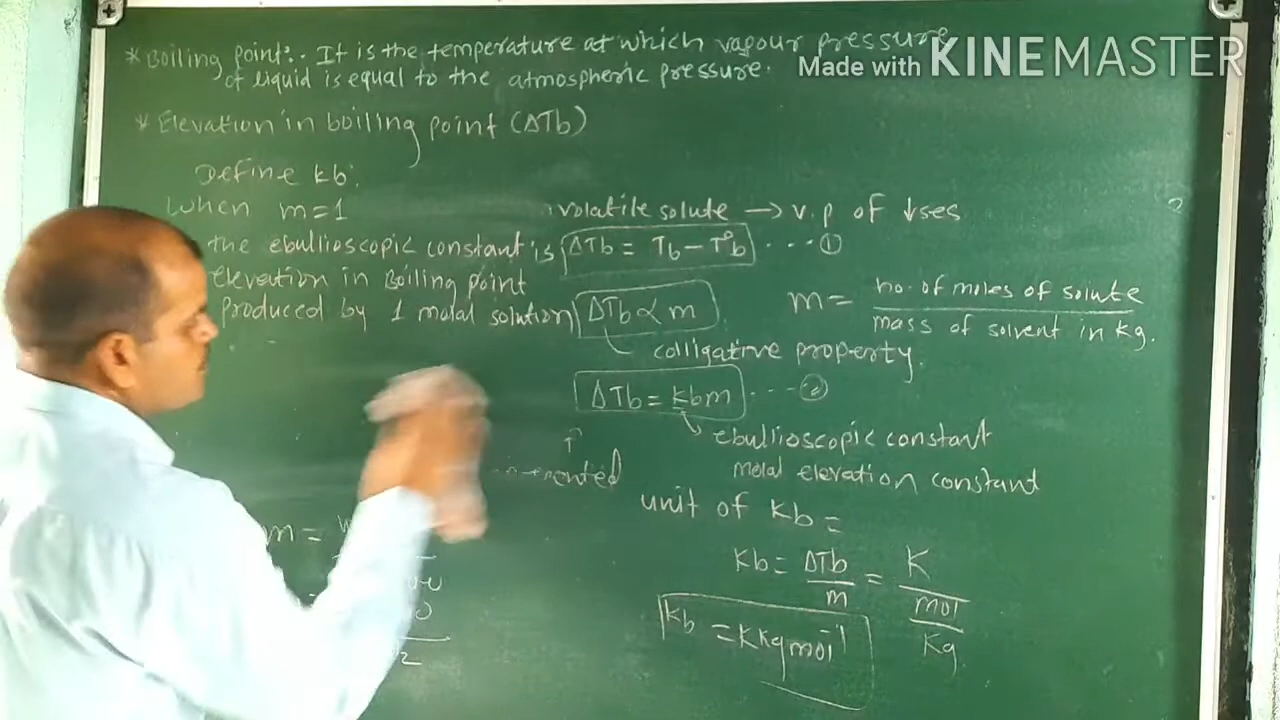 * Boiling point:. It is the temperature at which vapour pressure
of liquid is equal to the atmospheric pressure.
Made with KINEMASTER
* Elevation in boiling point (ΔTb)
Define kb:
When m=1
the ebullioscopic constant is
elevation in Boiling point
produced by 1 molal solution
volatile solute → v.p of ↓ses
ΔTb = Tb - T°b ....①
ΔTb ∝ m
m = no. of moles of solute
mass of solvent in kg.
colligative property.
ΔTb = kbm ....②
ebullioscopic constant
molal elevation constant
unit of kb =
kb = ΔTb/m = K/mol/kg
kb = K kg mol⁻¹
m =
2